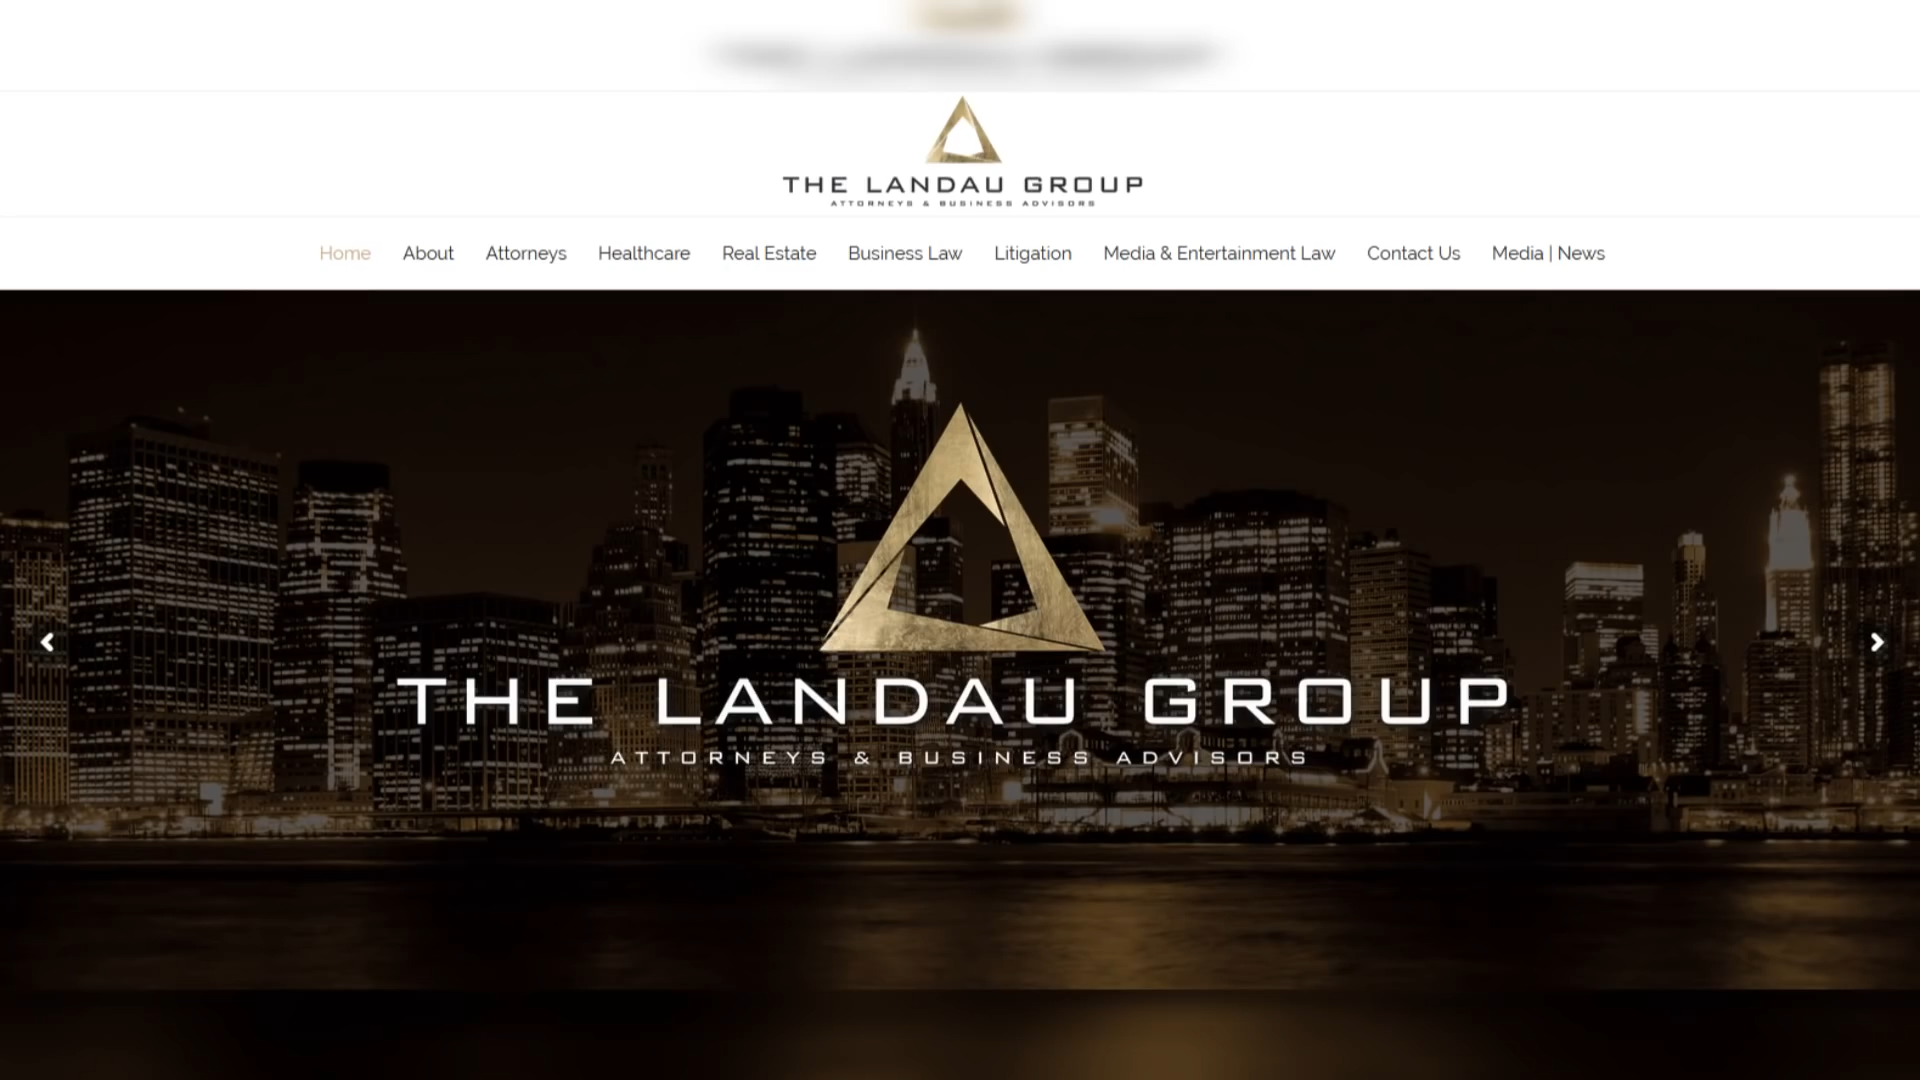 THE LANDAU GROUP
ATTORNEYS & BUSINESS ADVISORS
Home About Attorneys Healthcare Real Estate Business Law Litigation Media & Entertainment Law Contact Us Media | News
THE LANDAU GROUP
ATTORNEYS & BUSINESS ADVISORS